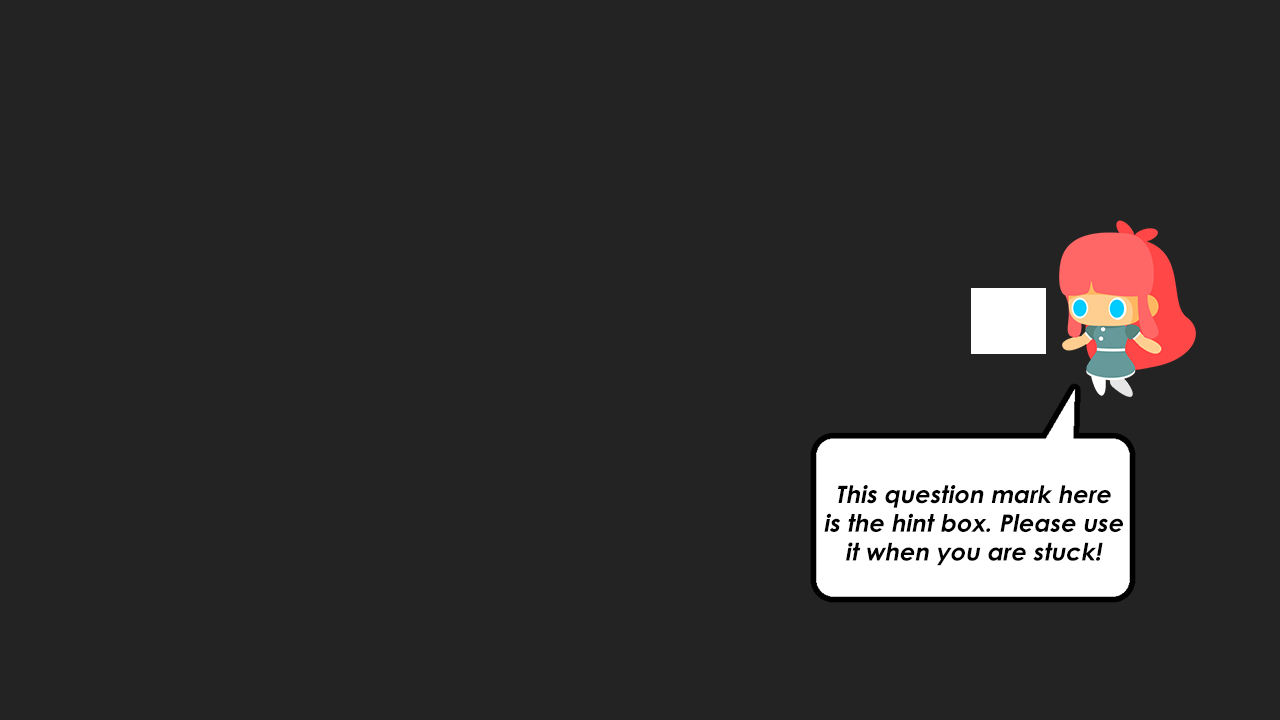 This question mark here
is the hint box. Please use
it when you are stuck!